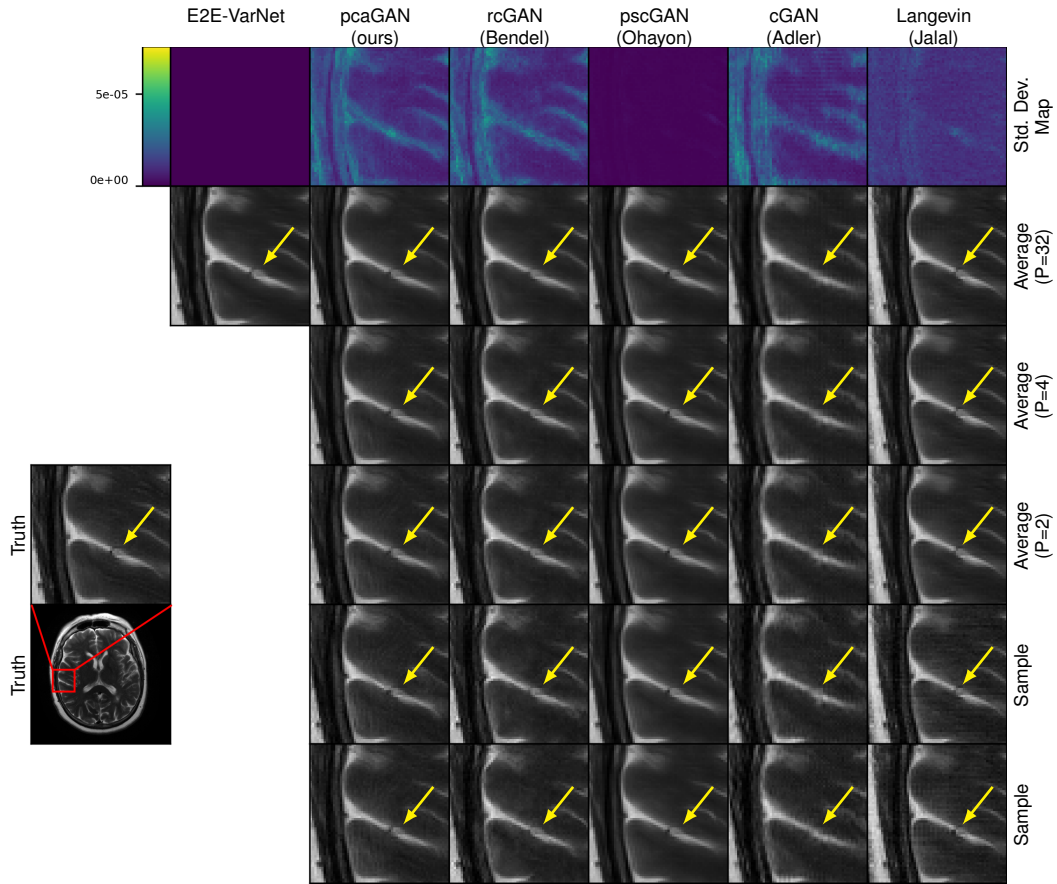 E2E-VarNet
pcaGAN
(ours)
rcGAN
(Bendel)
pscGAN
(Ohayon)
cGAN
(Adler)
Langevin
(Jalal)
5e-05
0e+00
Std. Dev.
Map
Average
(P=32)
Average
(P=4)
Truth
Average
(P=2)
Truth
Sample
Sample